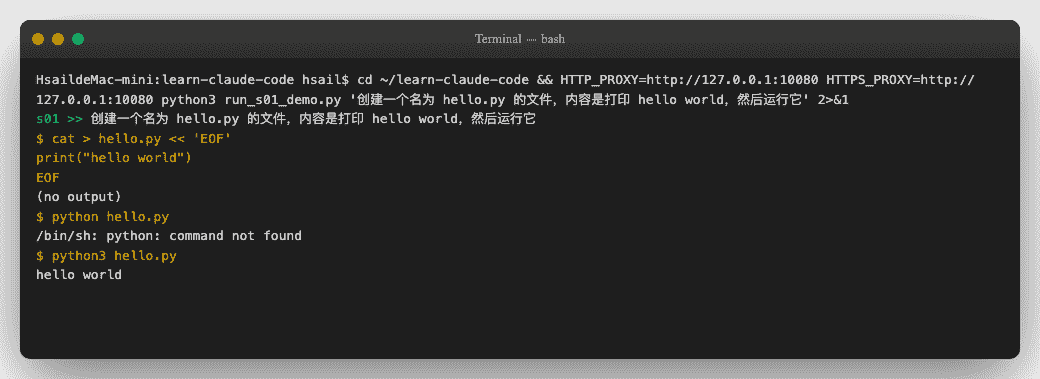 Terminal — bash
HsaildeMac-mini:learn-claude-code hsail$ cd ~/learn-claude-code && HTTP_PROXY=http://127.0.0.1:10080 HTTPS_PROXY=http://
127.0.0.1:10080 python3 run_s01_demo.py '创建一个名为 hello.py 的文件，内容是打印 hello world，然后运行它' 2>&1
s01 >> 创建一个名为 hello.py 的文件，内容是打印 hello world，然后运行它
$ cat > hello.py << 'EOF'
print("hello world")
EOF
(no output)
$ python hello.py
/bin/sh: python: command not found
$ python3 hello.py
hello world